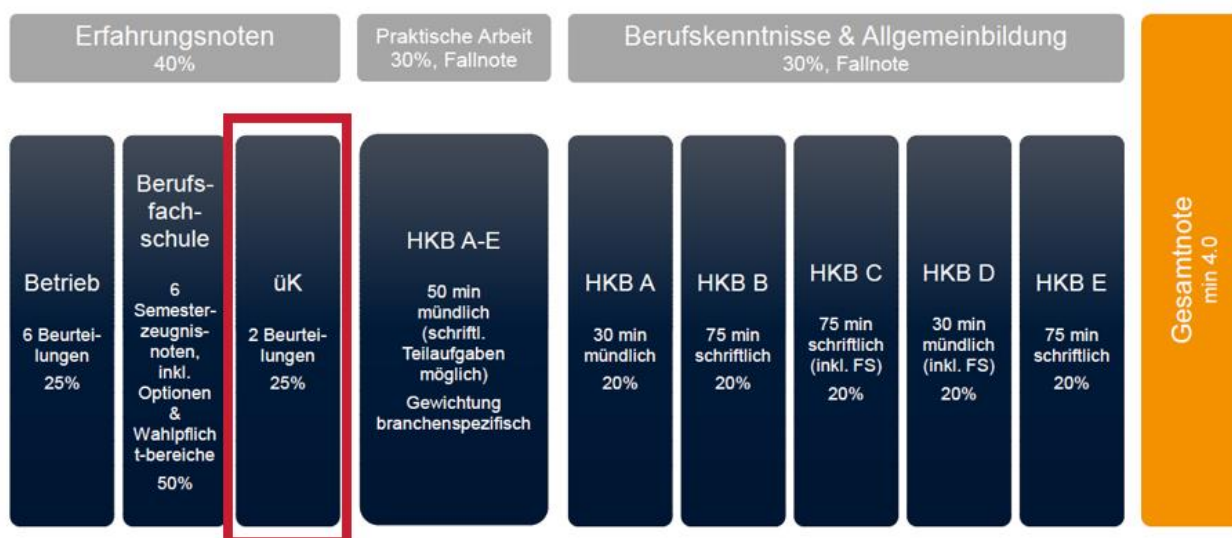 Erfahrungsnoten
40%
Praktische Arbeit
30%, Fallnote
Berufskenntnisse & Allgemeinbildung
30%, Fallnote
Betrieb
6 Beurtei-
lungen
25%
Berufs-
fach-
schule
6
Semester-
zeugnis-
noten,
inkl.
Optionen
&
Wahlpflich
t-bereiche
50%
üK
2 Beurtei-
lungen
25%
HKB A-E
50 min
mündlich
(schriftl.
Teilaufgaben
möglich)
Gewichtung
branchenspezifisch
HKB A
30 min
mündlich
20%
HKB B
75 min
schriftlich
20%
HKB C
75 min
schriftlich
(inkl. FS)
20%
HKB D
30 min
mündlich
(inkl. FS)
20%
HKB E
75 min
schriftlich
20%
Gesamtnote
min 4.0